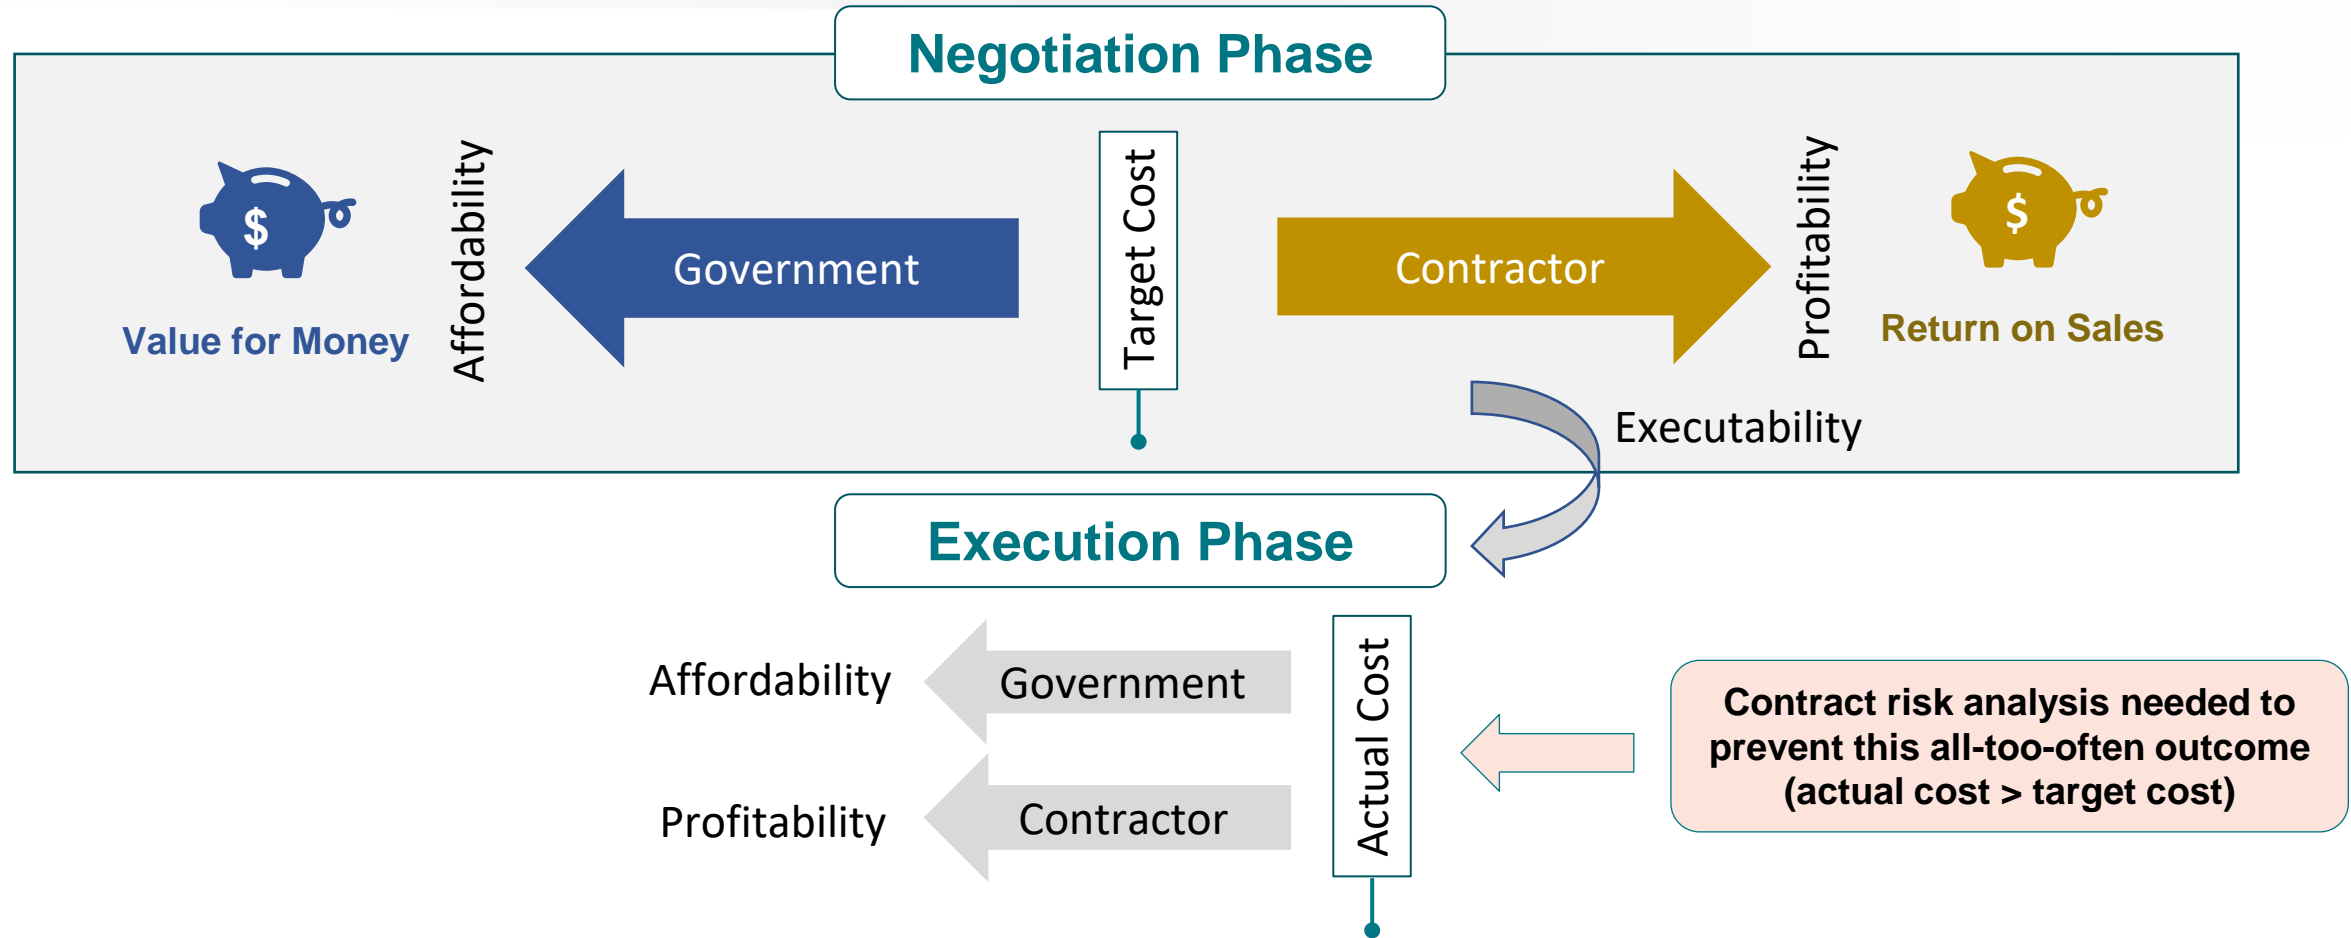 Negotiation Phase
$
Value for Money
Affordability
Government
Target Cost
Contractor
Profitability
$
Return on Sales
Executability
Execution Phase
Affordability
Government
Profitability
Contractor
Actual Cost
Contract risk analysis needed to
prevent this all-too-often outcome
(actual cost > target cost)